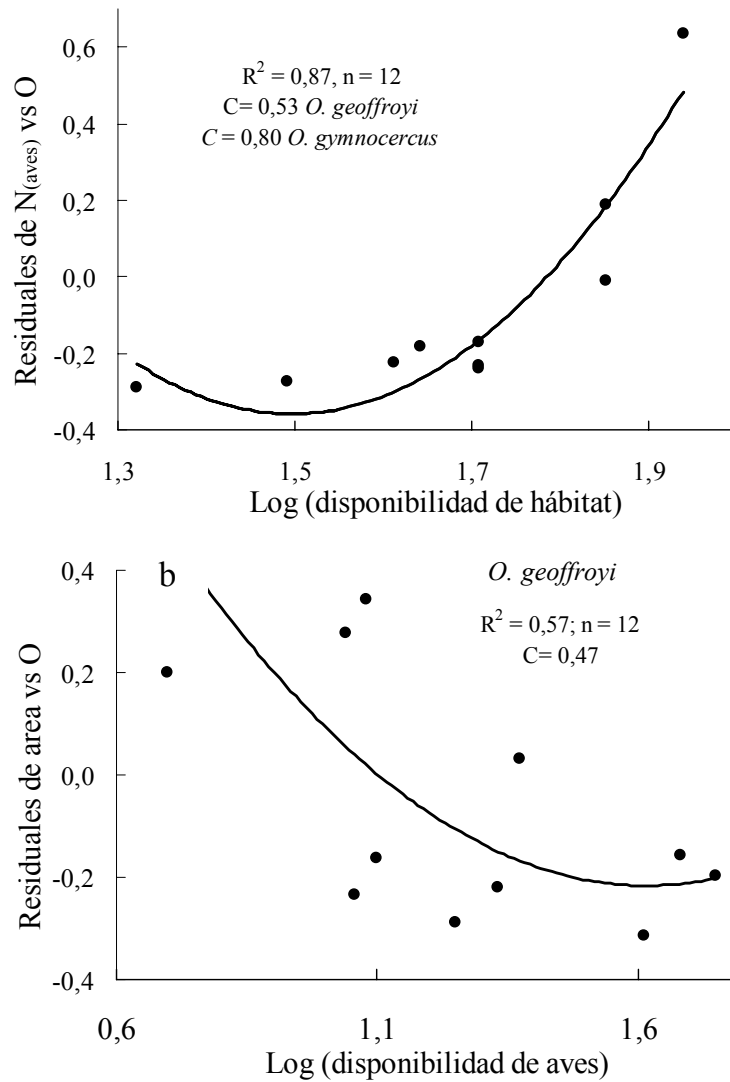 0,6
0,4
0,2
0,0
-0,2
-0,4
Residuales de N(aves) vs O
R² = 0,87, n = 12
C= 0,53 O. geoffroyi
C = 0,80 O. gymnocercus
1,3 1,5 1,7 1,9
Log (disponibilidad de hábitat)
0,4
0,2
0,0
-0,2
-0,4
Residuales de area vs O
b
O. geoffroyi
R² = 0,57; n = 12
C= 0,47
0,6 1,1 1,6
Log (disponibilidad de aves)